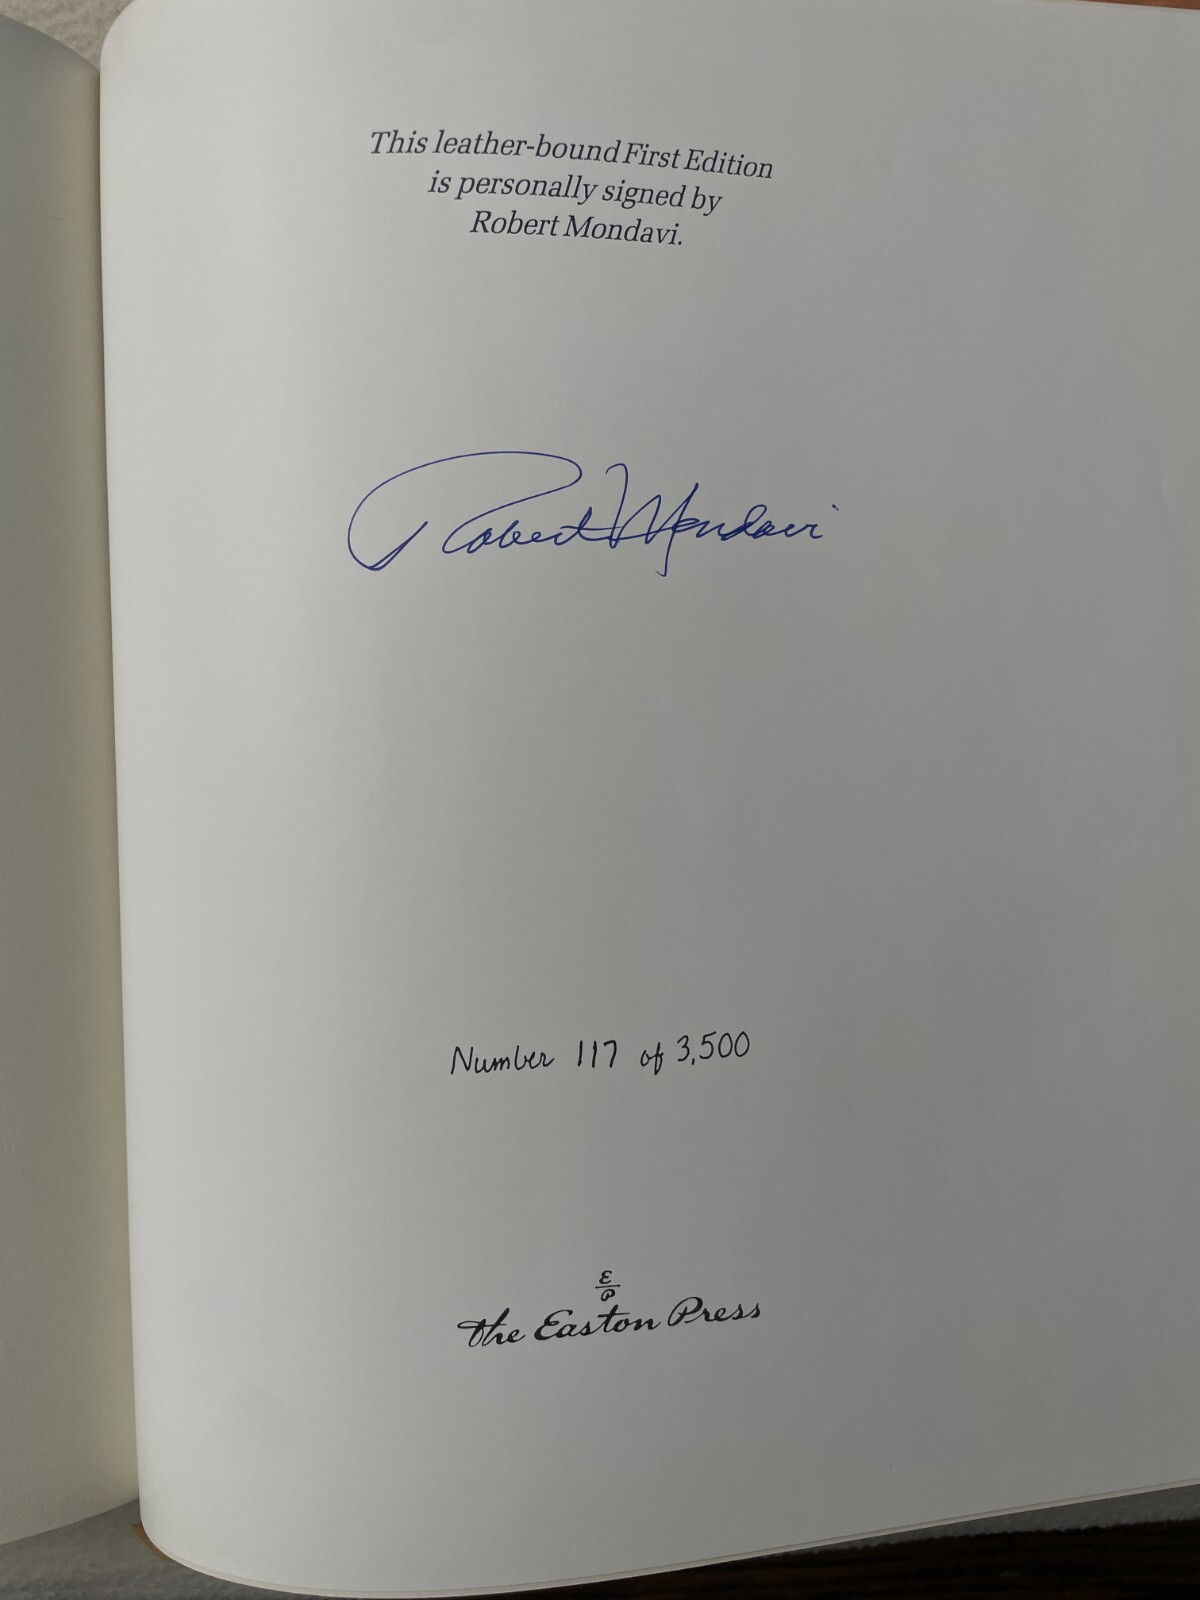 This leather-bound First Edition
is personally signed by
Robert Mondavi.
Robert Mondavi
Number 117 of 3,500
E
P
The Easton Press